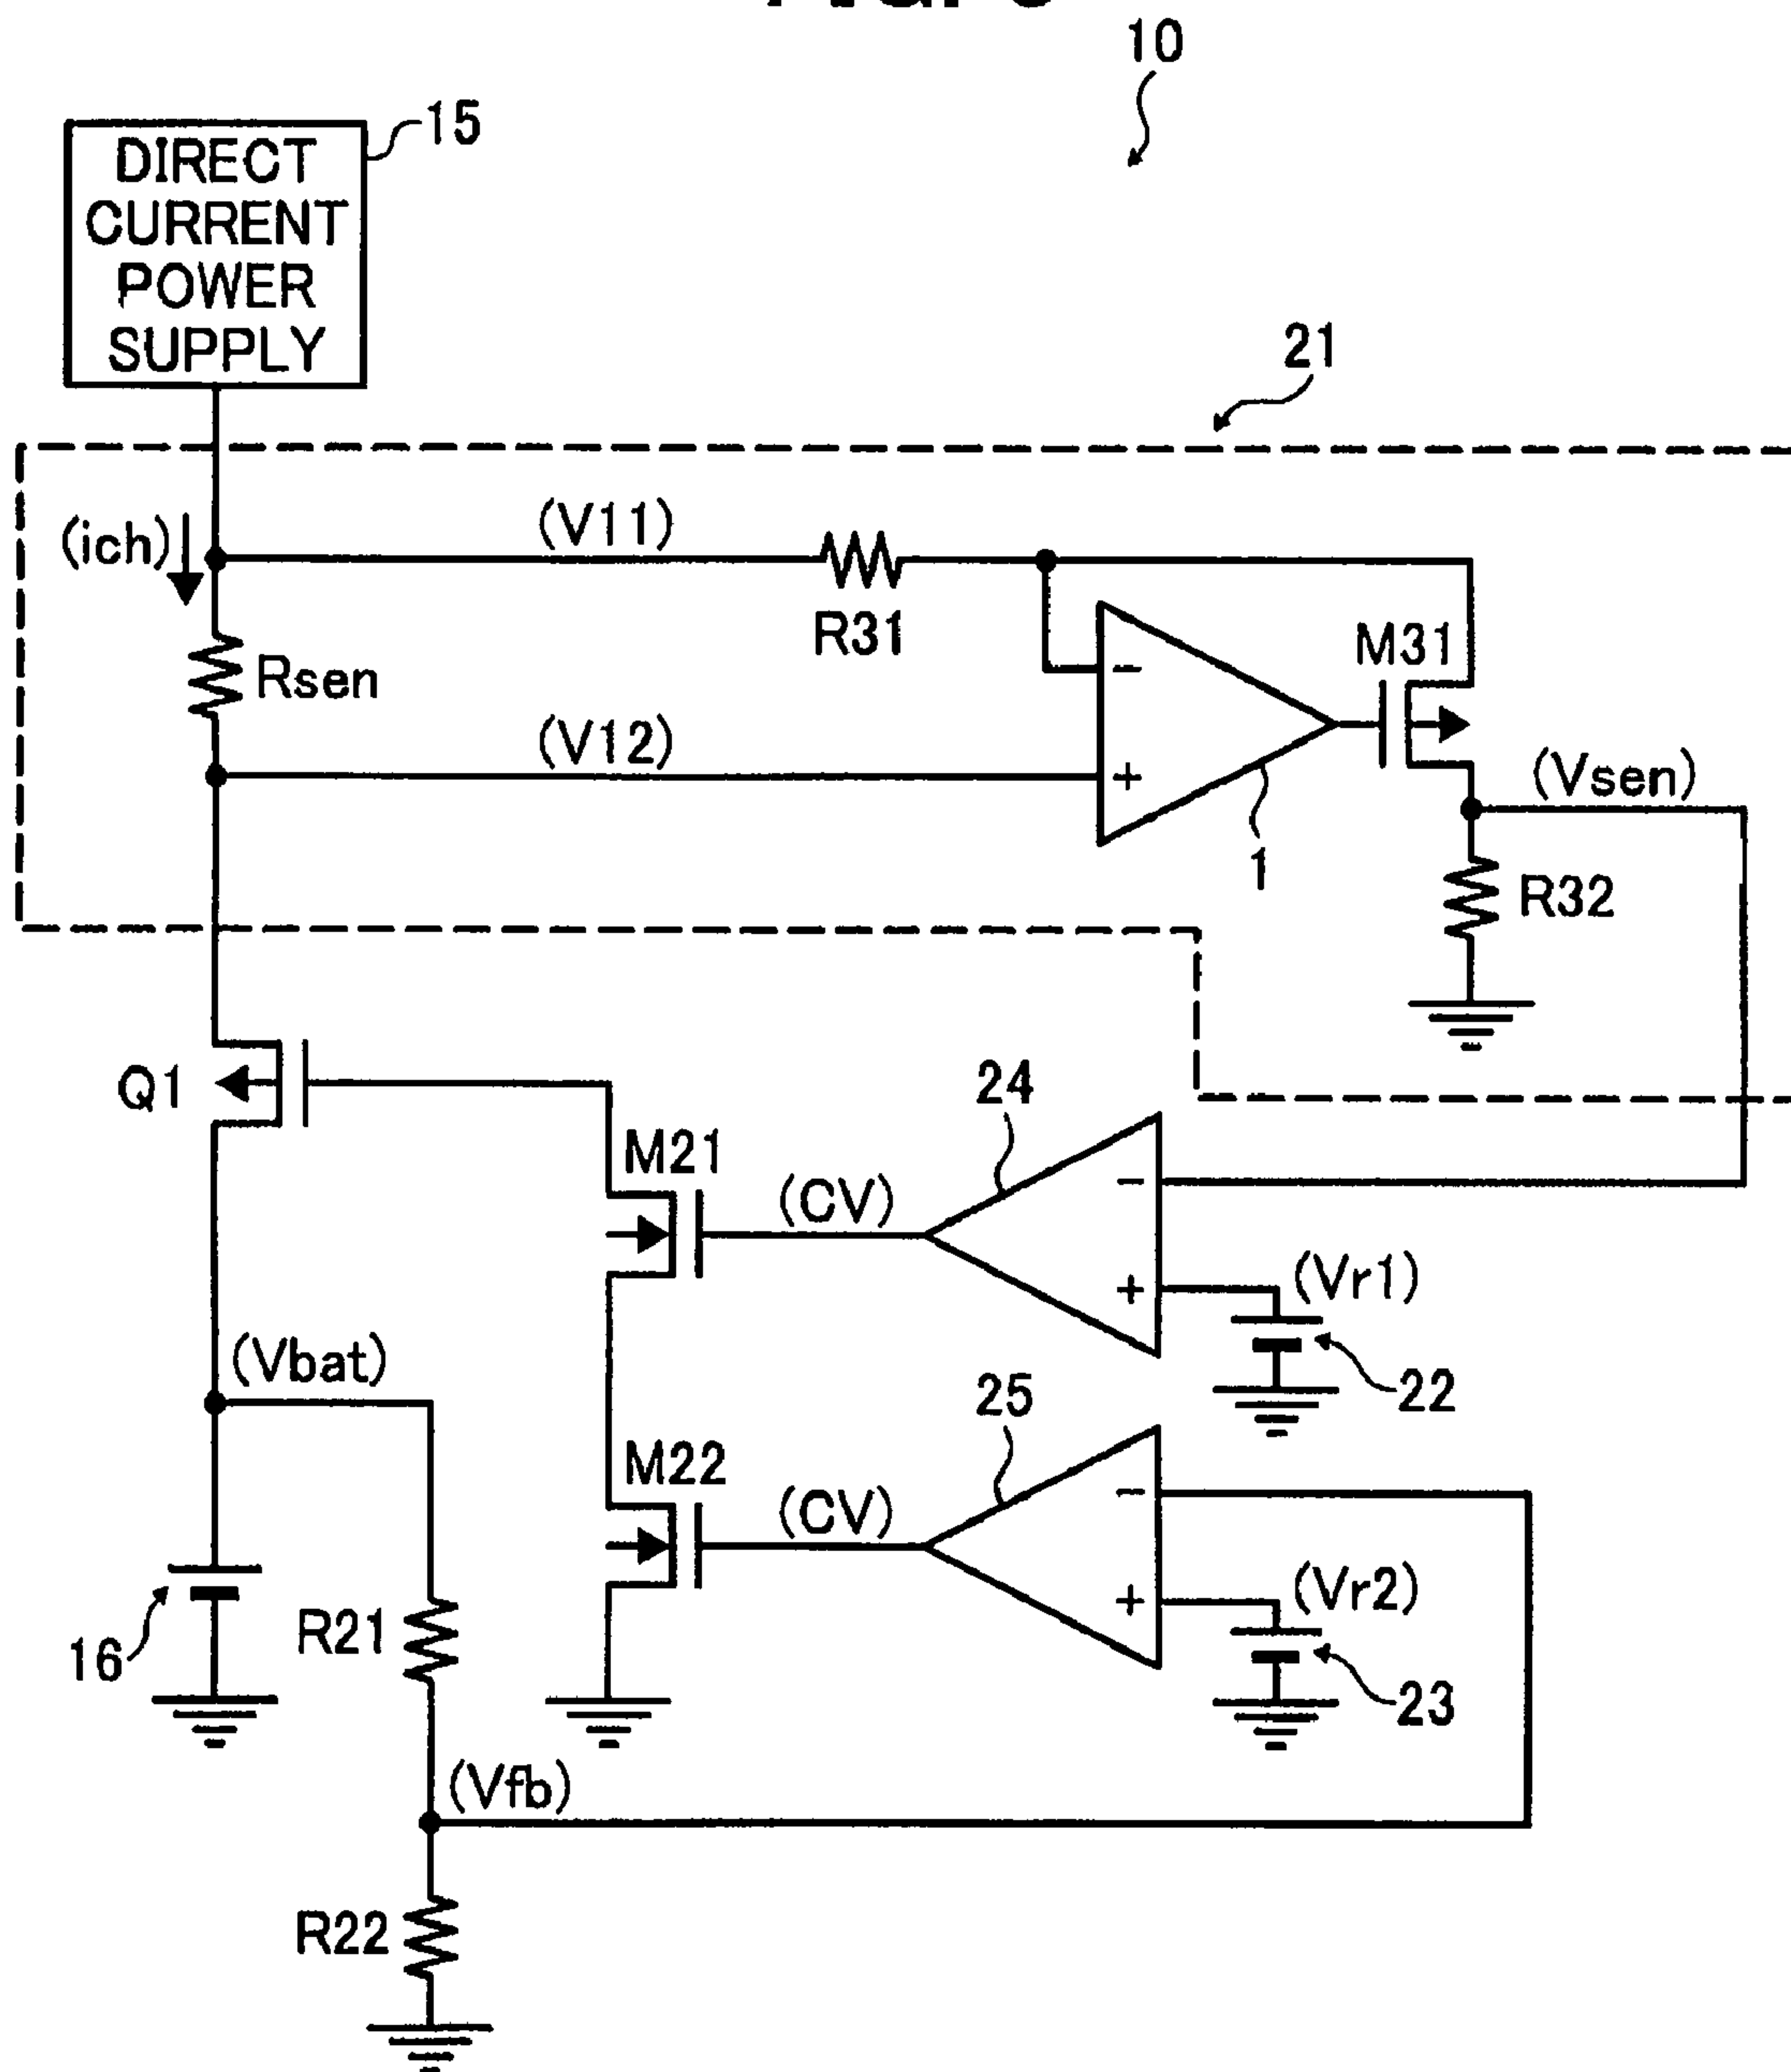 10
15
DIRECT
CURRENT
POWER
SUPPLY
21
(ich)
(V11)
R31
M31
Rsen
(V12)
−
+
1
(Vsen)
R32
Q1
24
M21
(CV)
−
+
(Vr1)
22
(Vbat)
25
M22
(CV)
−
+
(Vr2)
23
16
R21
(Vfb)
R22